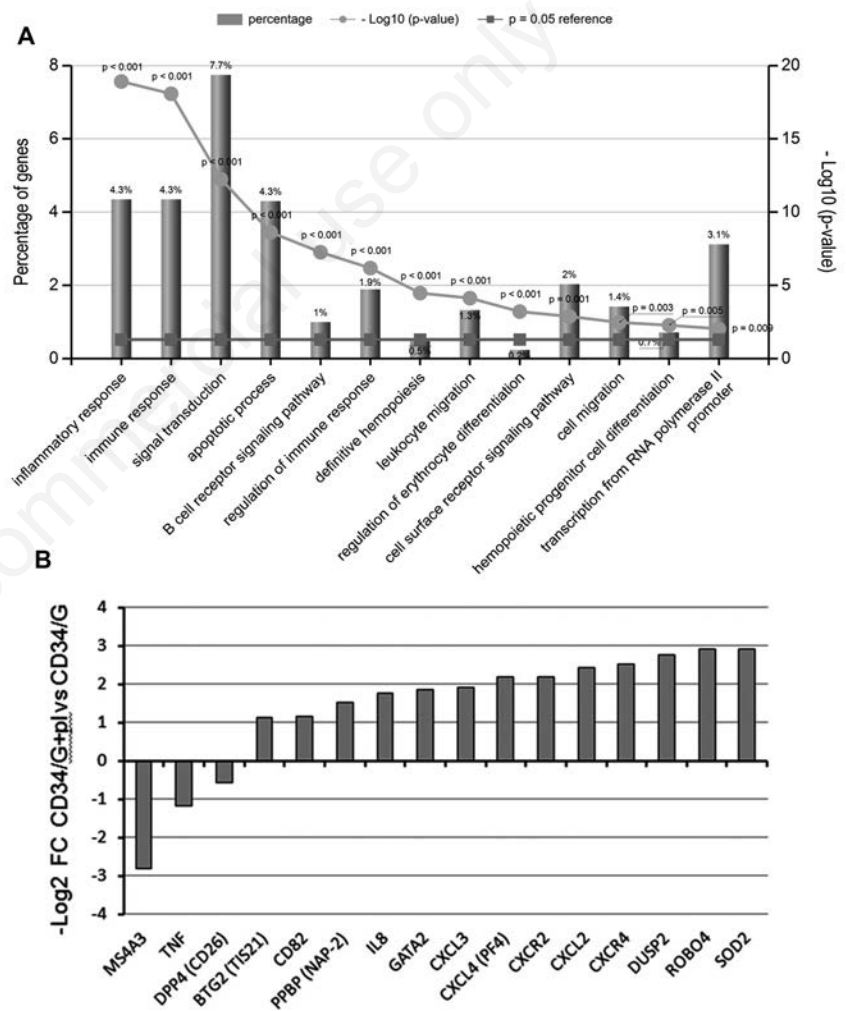 percentage - Log10 (p-value) p = 0.05 reference
A
8
6
4
2
0
Percentage of genes
20
15
10
5
0
- Log10 (p-value)
p < 0.001
p < 0.001
7.7%
p < 0.001
4.3%
4.3%
4.3%
p < 0.001
p < 0.001
1%
p < 0.001
1.9%
p < 0.001
0.5%
p < 0.001
1.3%
p < 0.001
0.2%
2%
p < 0.001
1.4%
p = 0.003
0.7%
p = 0.005
3.1%
p = 0.009
inflammatory response
immune response
signal transduction
apoptotic process
B cell receptor signaling pathway
regulation of immune response
definitive hemopoiesis
leukocyte migration
regulation of erythrocyte differentiation
cell surface receptor signaling pathway
cell migration
hemopoietic progenitor cell differentiation
transcription from RNA polymerase II
promoter
B
-Log2 FC CD34/G+pl vs CD34/G
4
3
2
1
0
-1
-2
-3
-4
MS4A3
TNF
DPP4 (CD26)
BTG2 (TIS21)
CD82
PPBP (NAP-2)
IL8
GATA2
CXCL3
CXCL4 (PF4)
CXCR2
CXCL2
CXCR4
DUSP2
ROBO4
SOD2
ommercial use only